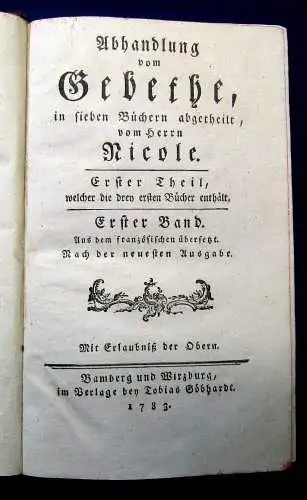 Abhandlung
vom
Gebethe,
in sieben Büchern abgetheilt,
vom Herrn
Nicole.
Erster Theil,
welcher die drey ersten Bücher enthält.
Erster Band.
Aus dem französischen übersetzt.
Nach der neuesten Ausgabe.
Mit Erlaubniß der Obern.
Bamberg und Wirzburg,
im Verlage bey Tobias Göbhardt.
1783.